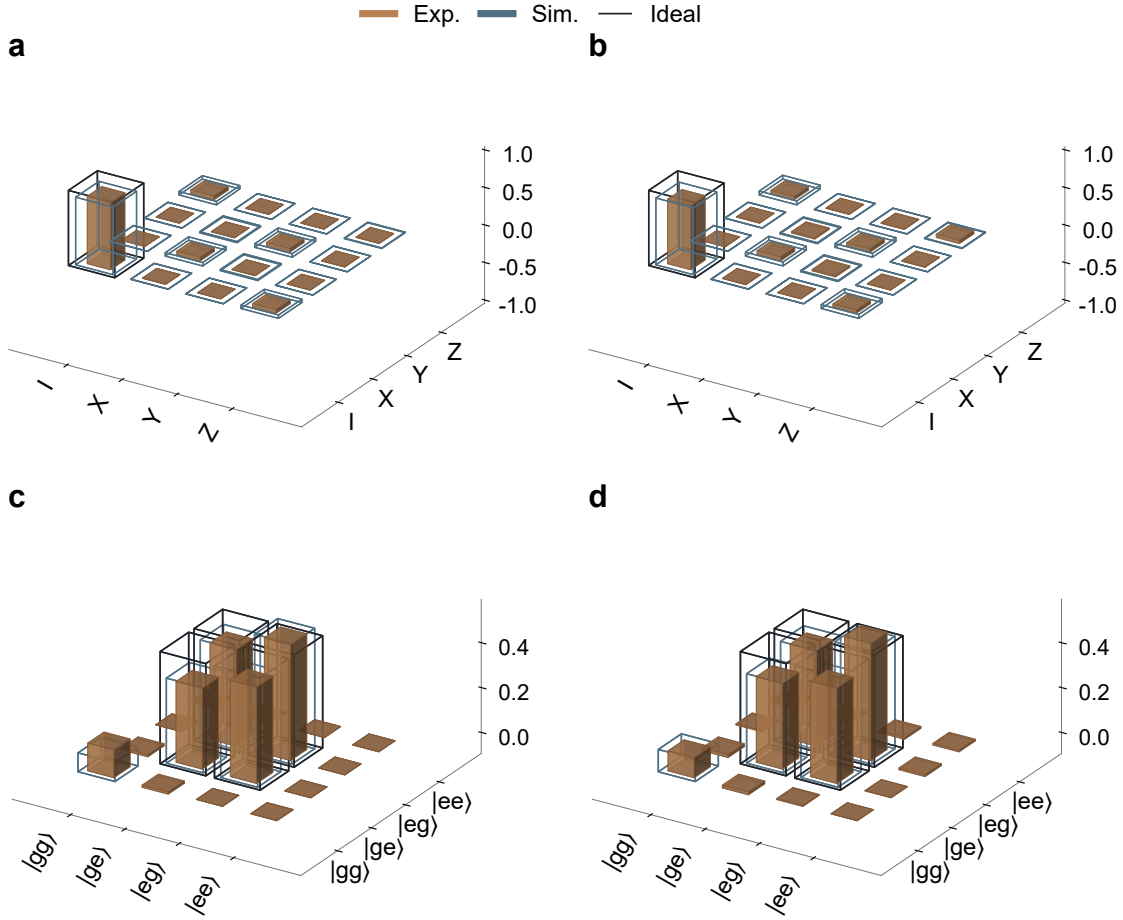 Exp. Sim. Ideal
a
1.0
0.5
0.0
-0.5
-1.0
I
X
Y
Z
I
X
Y
Z
b
1.0
0.5
0.0
-0.5
-1.0
I
X
Y
Z
I
X
Y
Z
c
0.4
0.2
0.0
|gg⟩
|ge⟩
|eg⟩
|ee⟩
|gg⟩
|ge⟩
|eg⟩
|ee⟩
d
0.4
0.2
0.0
|gg⟩
|ge⟩
|eg⟩
|ee⟩
|gg⟩
|ge⟩
|eg⟩
|ee⟩